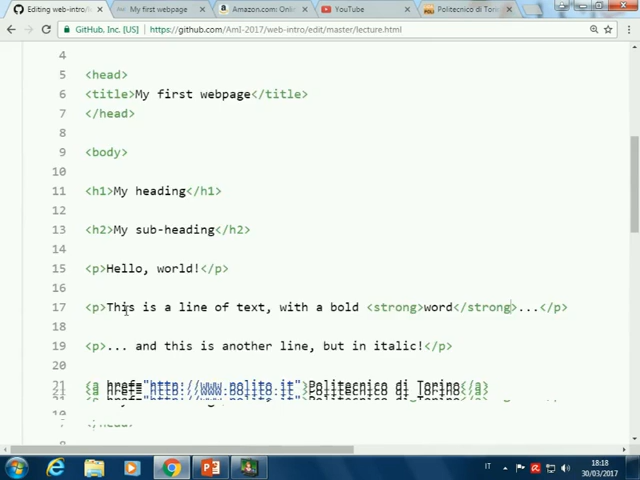 Editing web-intro/l
My first webpage
Amazon.com: Onli
YouTube
Politecnico di Torin
GitHub, Inc. [US]
https://github.com/AmI-2017/web-intro/edit/master/lecture.html
4
5 <head>
6 <title>My first webpage</title>
7 </head>
8
9 <body>
10
11 <h1>My heading</h1>
12
13 <h2>My sub-heading</h2>
14
15 <p>Hello, world!</p>
16
17 <p>This is a line of text, with a bold <strong>word</strong>...</p>
18
19 <p>... and this is another line, but in italic!</p>
20
21 <a href="http://www.polito.it">Politecnico di Torino</a>
</head>
IT
18:18
30/03/2017